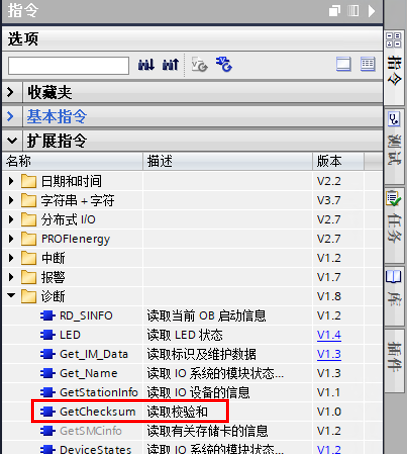 指令
选项
收藏夹
基本指令
扩展指令
名称 描述 版本
日期和时间 V2.2
字符串 + 字符 V3.7
分布式 I/O V2.7
PROFIenergy V2.7
中断 V1.2
报警 V1.7
诊断 V1.8
RD_SINFO 读取当前 OB 启动信息 V1.2
LED 读取 LED 状态 V1.4
Get_IM_Data 读取标识及维护数据 V1.3
Get_Name 读取 IO 系统的模块状态... V1.3
GetStationInfo 读取 IO 设备的信息 V1.1
GetChecksum 读取校验和 V1.0
GetSMCinfo 读取有关存储卡的信息 V1.2
DeviceStates 读取 IO 系统的模块状态... V1.2
指令
测试
任务
库
插件